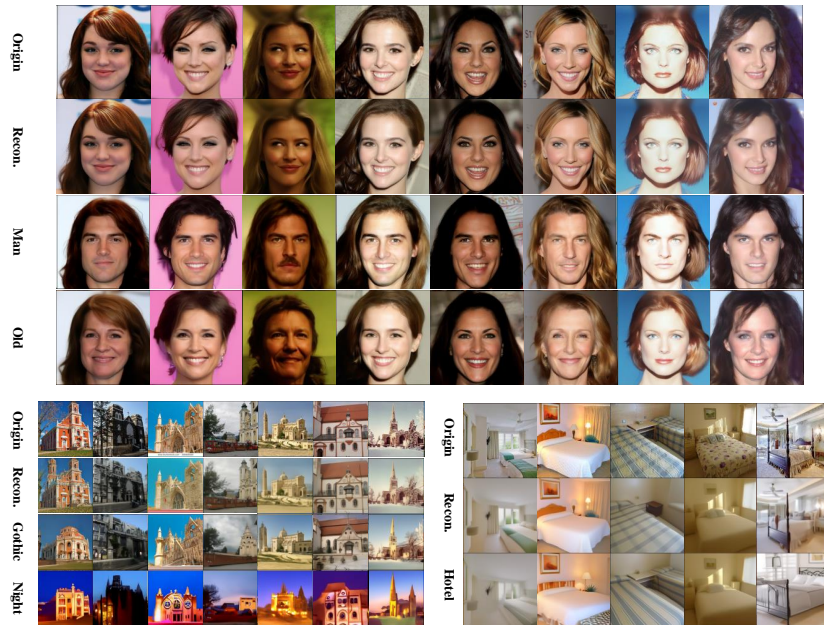 Origin
Recon.
Man
Old
Origin
Recon.
Gothic
Night
Origin
Recon.
Hotel